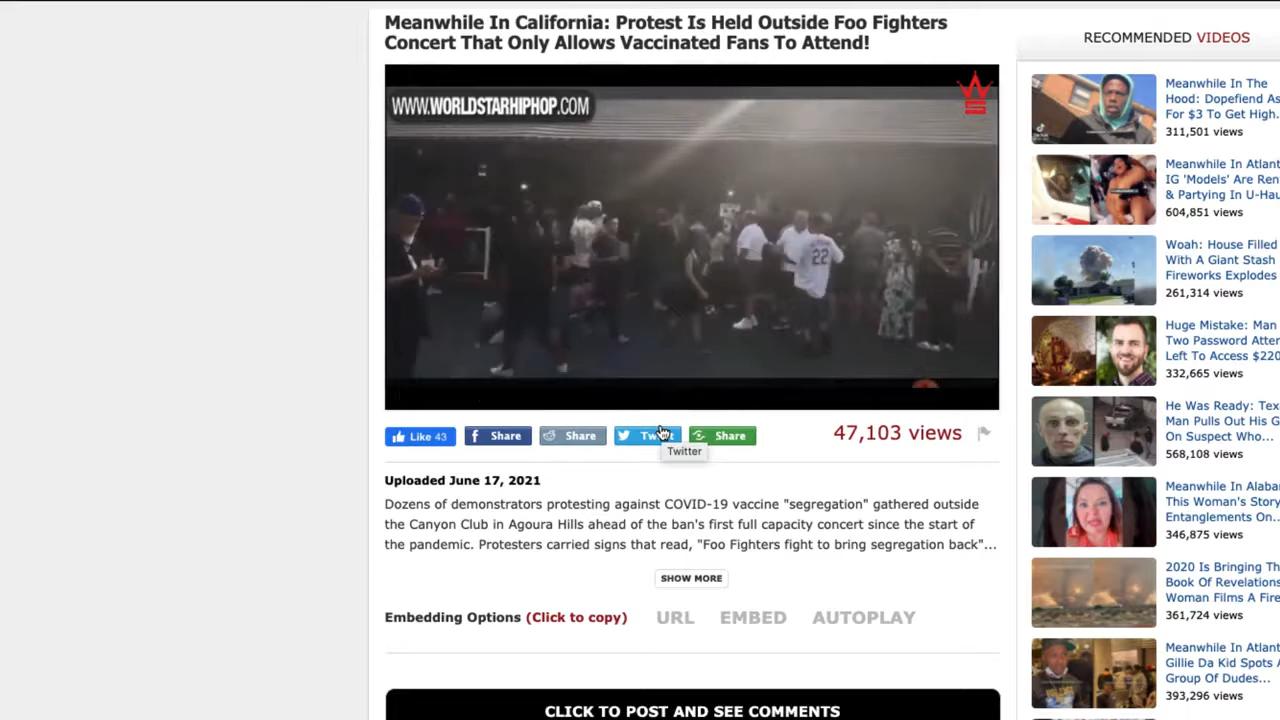 Meanwhile In California: Protest Is Held Outside Foo Fighters
Concert That Only Allows Vaccinated Fans To Attend!
WWW.WORLDSTARHIPHOP.COM
22
Like 43
Share
Share
Share
Twitter
47,103 views
Uploaded June 17, 2021
Dozens of demonstrators protesting against COVID-19 vaccine "segregation" gathered outside
the Canyon Club in Agoura Hills ahead of the ban's first full capacity concert since the start of
the pandemic. Protesters carried signs that read, "Foo Fighters fight to bring segregation back"...
SHOW MORE
Embedding Options (Click to copy)
URL
EMBED
AUTOPLAY
CLICK TO POST AND SEE COMMENTS
RECOMMENDED VIDEOS
Meanwhile In The
Hood: Dopefiend As
For $3 To Get High.
311,501 views
Meanwhile In Atlant
IG 'Models' Are Ren
& Partying In U-Hau
604,851 views
Woah: House Filled
With A Giant Stash
Fireworks Explodes
261,314 views
Huge Mistake: Man
Two Password Atter
Left To Access $220
332,665 views
He Was Ready: Tex
Man Pulls Out His G
On Suspect Who...
568,108 views
Meanwhile In Alabar
This Woman's Story
Entanglements On..
346,875 views
2020 Is Bringing Th
Book Of Revelations
Woman Films A Fire
361,724 views
Meanwhile In Atlant
Gillie Da Kid Spots A
Group Of Dudes...
393,296 views